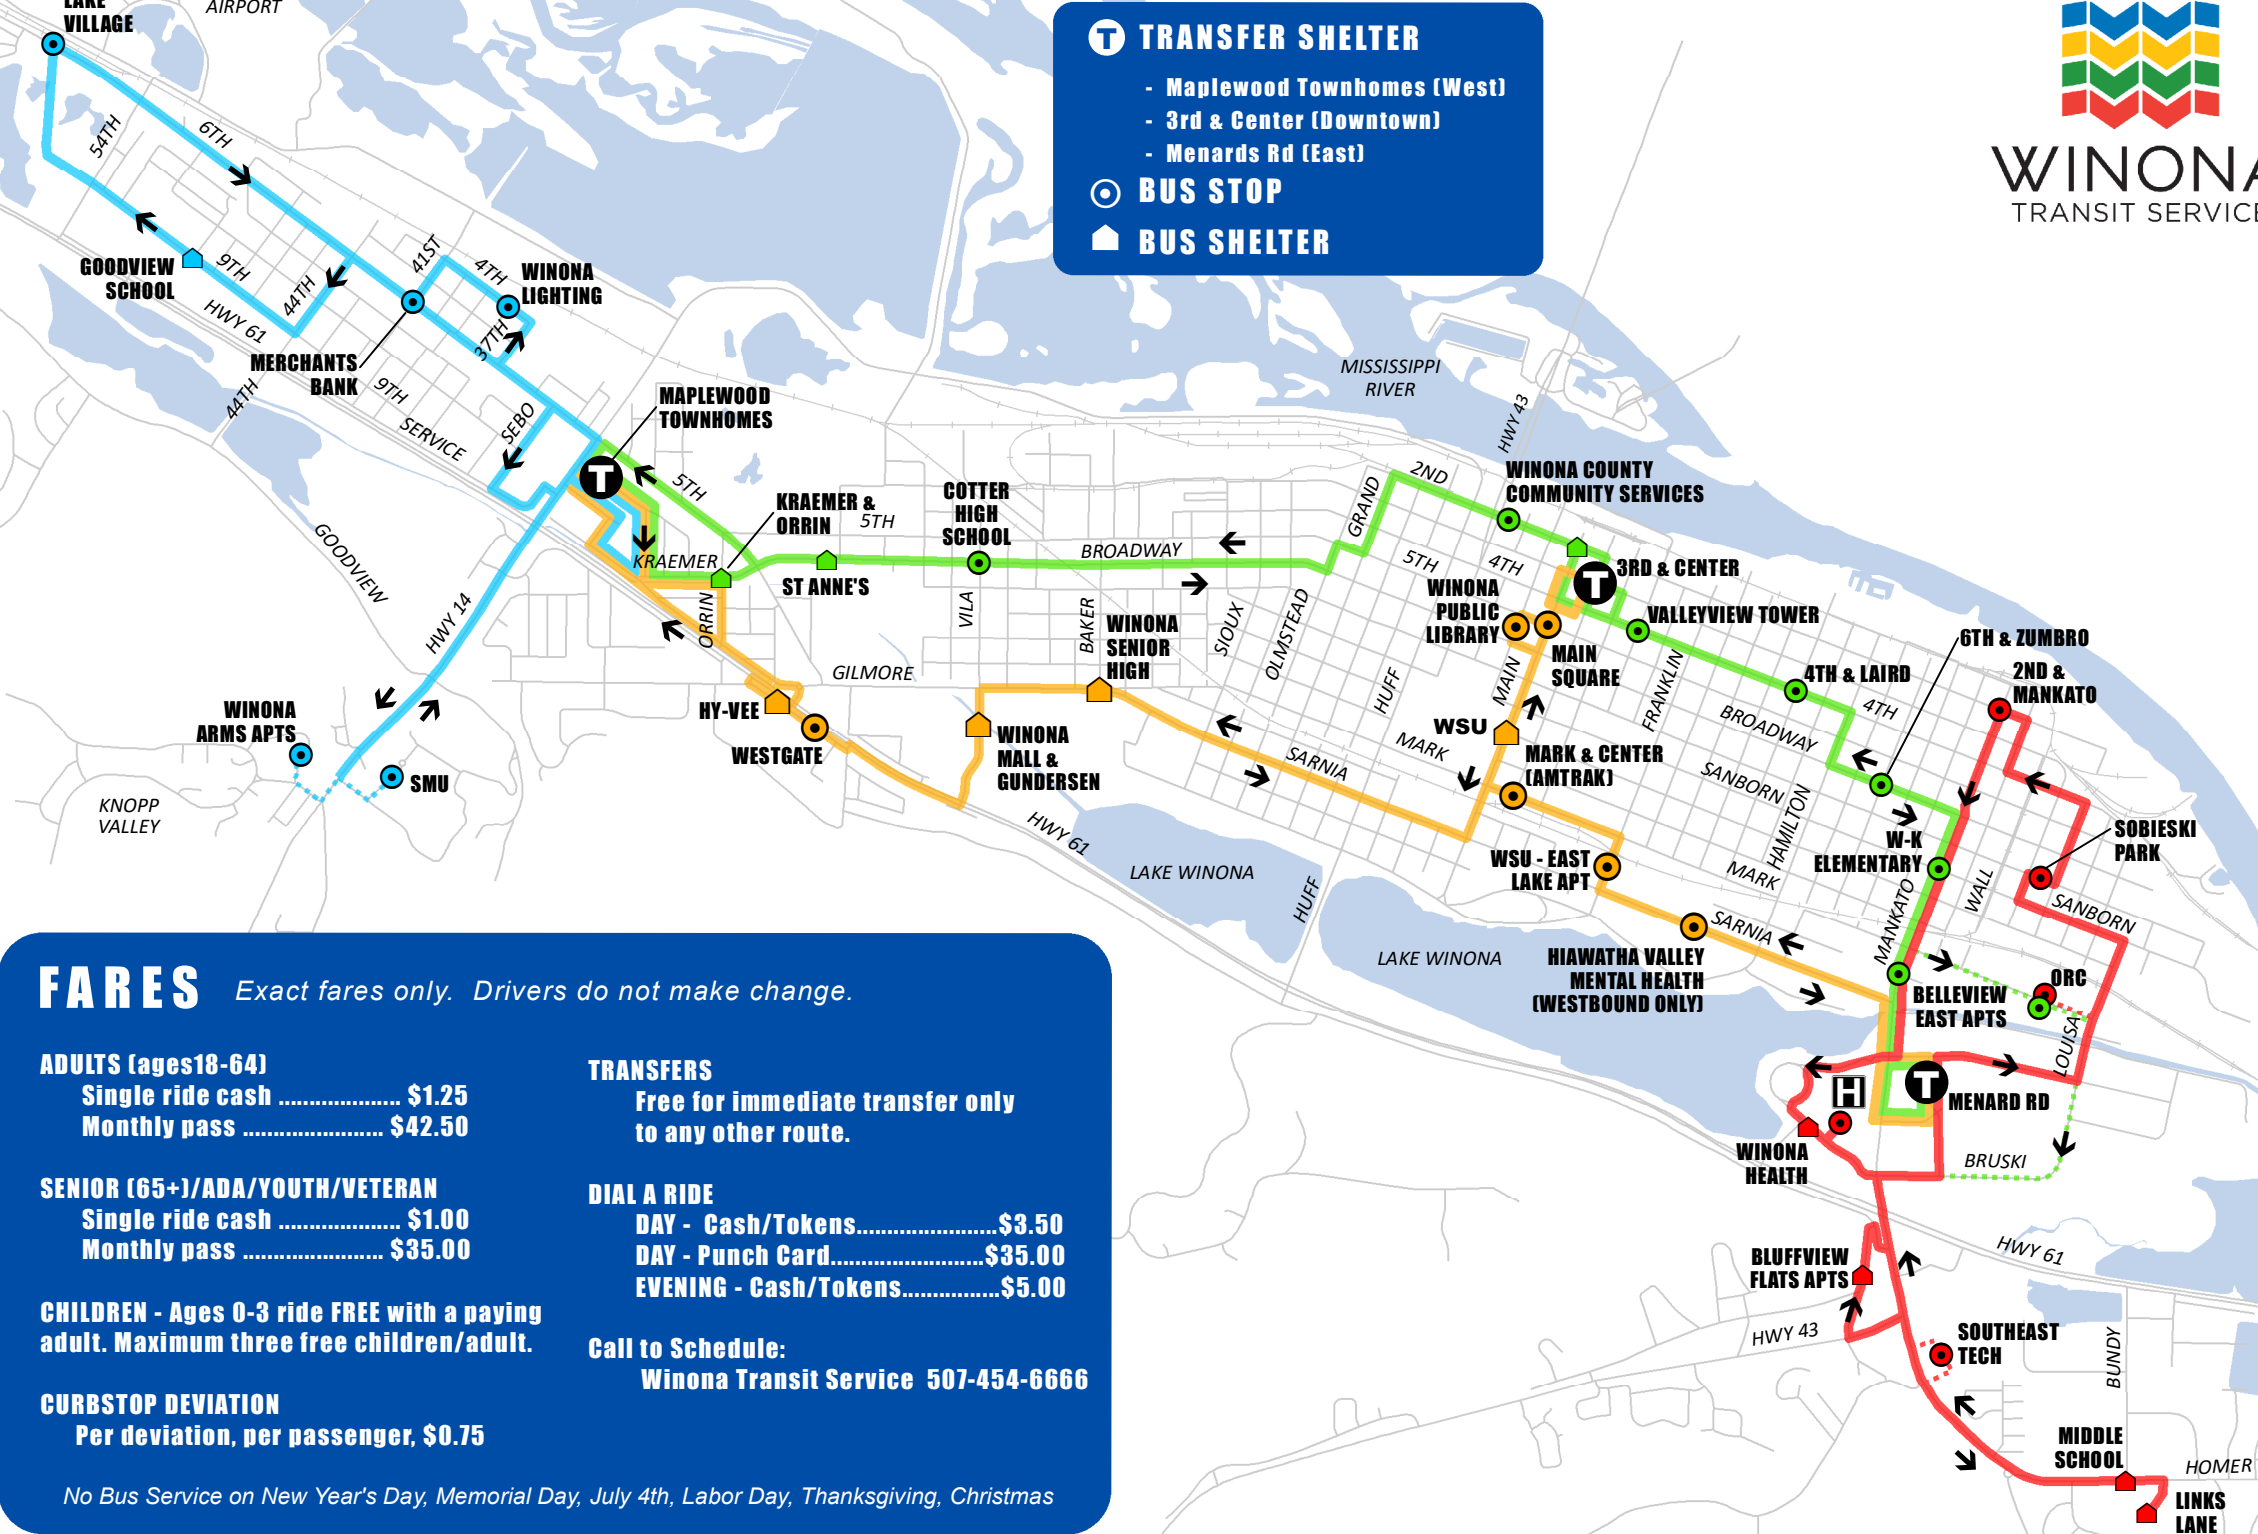 LAKE
VILLAGE
AIRPORT
T TRANSFER SHELTER
- Maplewood Townhomes (West)
- 3rd & Center (Downtown)
- Menards Rd (East)
BUS STOP
BUS SHELTER
WINONA
TRANSIT SERVICE
54TH
6TH
GOODVIEW
SCHOOL
9TH
44TH
HWY 61
41ST
4TH
WINONA
LIGHTING
37TH
MERCHANTS
BANK
44TH
9TH
SERVICE
SEBO
MAPLEWOOD
TOWNHOMES
T
5TH
KRAEMER &
ORRIN
5TH
KRAEMER
ORRIN
ST ANNE'S
COTTER
HIGH
SCHOOL
BROADWAY
VILA
BAKER
WINONA
SENIOR
HIGH
SIOUX
OLMSTEAD
GRAND
2ND
MISSISSIPPI
RIVER
HWY 43
WINONA COUNTY
COMMUNITY SERVICES
5TH
4TH
T
3RD & CENTER
WINONA
PUBLIC
LIBRARY
VALLEYVIEW TOWER
MAIN
SQUARE
MAIN
HUFF
FRANKLIN
4TH & LAIRD
6TH & ZUMBRO
2ND &
MANKATO
4TH
BROADWAY
GOODVIEW
HWY 14
WINONA
ARMS APTS
SMU
KNOPP
VALLEY
GILMORE
HY-VEE
WESTGATE
WINONA
MALL &
GUNDERSEN
HWY 61
SARNIA
MARK
WSU
MARK & CENTER
(AMTRAK)
SANBORN
HAMILTON
W-K
ELEMENTARY
SOBIESKI
PARK
WALL
SANBORN
LAKE WINONA
HUFF
WSU - EAST
LAKE APT
MARK
SARNIA
MANKATO
LAKE WINONA
HIAWATHA VALLEY
MENTAL HEALTH
(WESTBOUND ONLY)
BELLEVIEW
EAST APTS
ORC
LOUISA
H
T
MENARD RD
WINONA
HEALTH
BRUSKI
HWY 61
BLUFFVIEW
FLATS APTS
HWY 43
SOUTHEAST
TECH
BUNDY
MIDDLE
SCHOOL
HOMER
LINKS
LANE
FARES Exact fares only. Drivers do not make change.
ADULTS (ages18-64)
Single ride cash .................... $1.25
Monthly pass ....................... $42.50
SENIOR (65+)/ADA/YOUTH/VETERAN
Single ride cash .................... $1.00
Monthly pass ....................... $35.00
CHILDREN - Ages 0-3 ride FREE with a paying
adult. Maximum three free children/adult.
CURBSTOP DEVIATION
Per deviation, per passenger, $0.75
TRANSFERS
Free for immediate transfer only
to any other route.
DIAL A RIDE
DAY - Cash/Tokens.......................$3.50
DAY - Punch Card.........................$35.00
EVENING - Cash/Tokens................$5.00
Call to Schedule:
Winona Transit Service 507-454-6666
No Bus Service on New Year's Day, Memorial Day, July 4th, Labor Day, Thanksgiving, Christmas